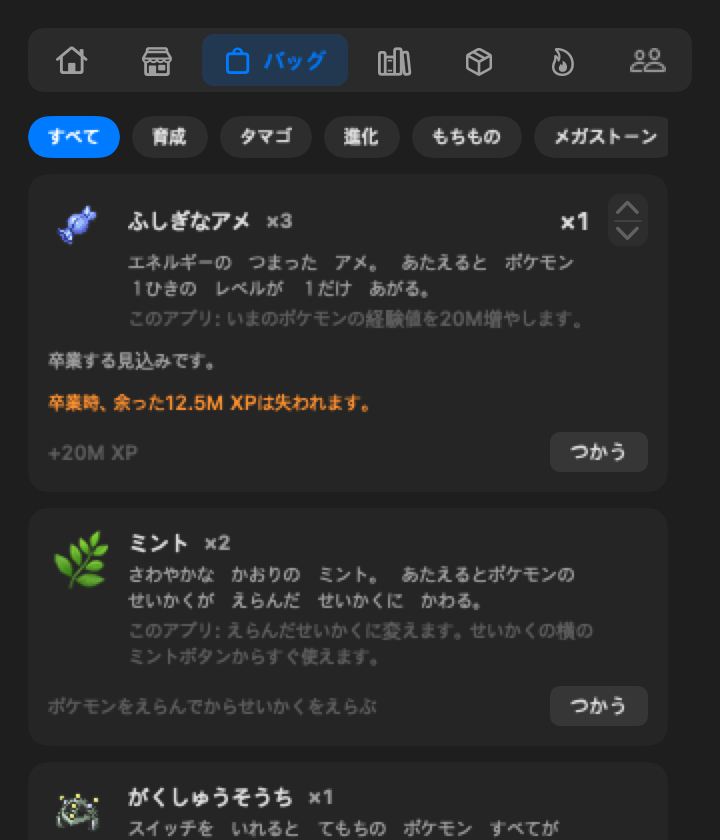 バッグ
すべて 育成 タマゴ 進化 もちもの メガストーン
ふしぎなアメ ×3 ×1
エネルギーの　つまった　アメ。　あたえると　ポケモン
１ひきの　レベルが　１だけ　あがる。
このアプリ: いまのポケモンの経験値を20M増やします。
卒業する見込みです。
卒業時、余った12.5M XPは失われます。
+20M XP つかう
ミント ×2
さわやかな　かおりの　ミント。　あたえるとポケモンの
せいかくが　えらんだ　せいかくに　かわる。
このアプリ: えらんだせいかくに変えます。せいかくの横の
ミントボタンからすぐ使えます。
ポケモンをえらんでからせいかくをえらぶ つかう
がくしゅうそうち ×1
スイッチを　いれると　てもちの　ポケモン　すべてが